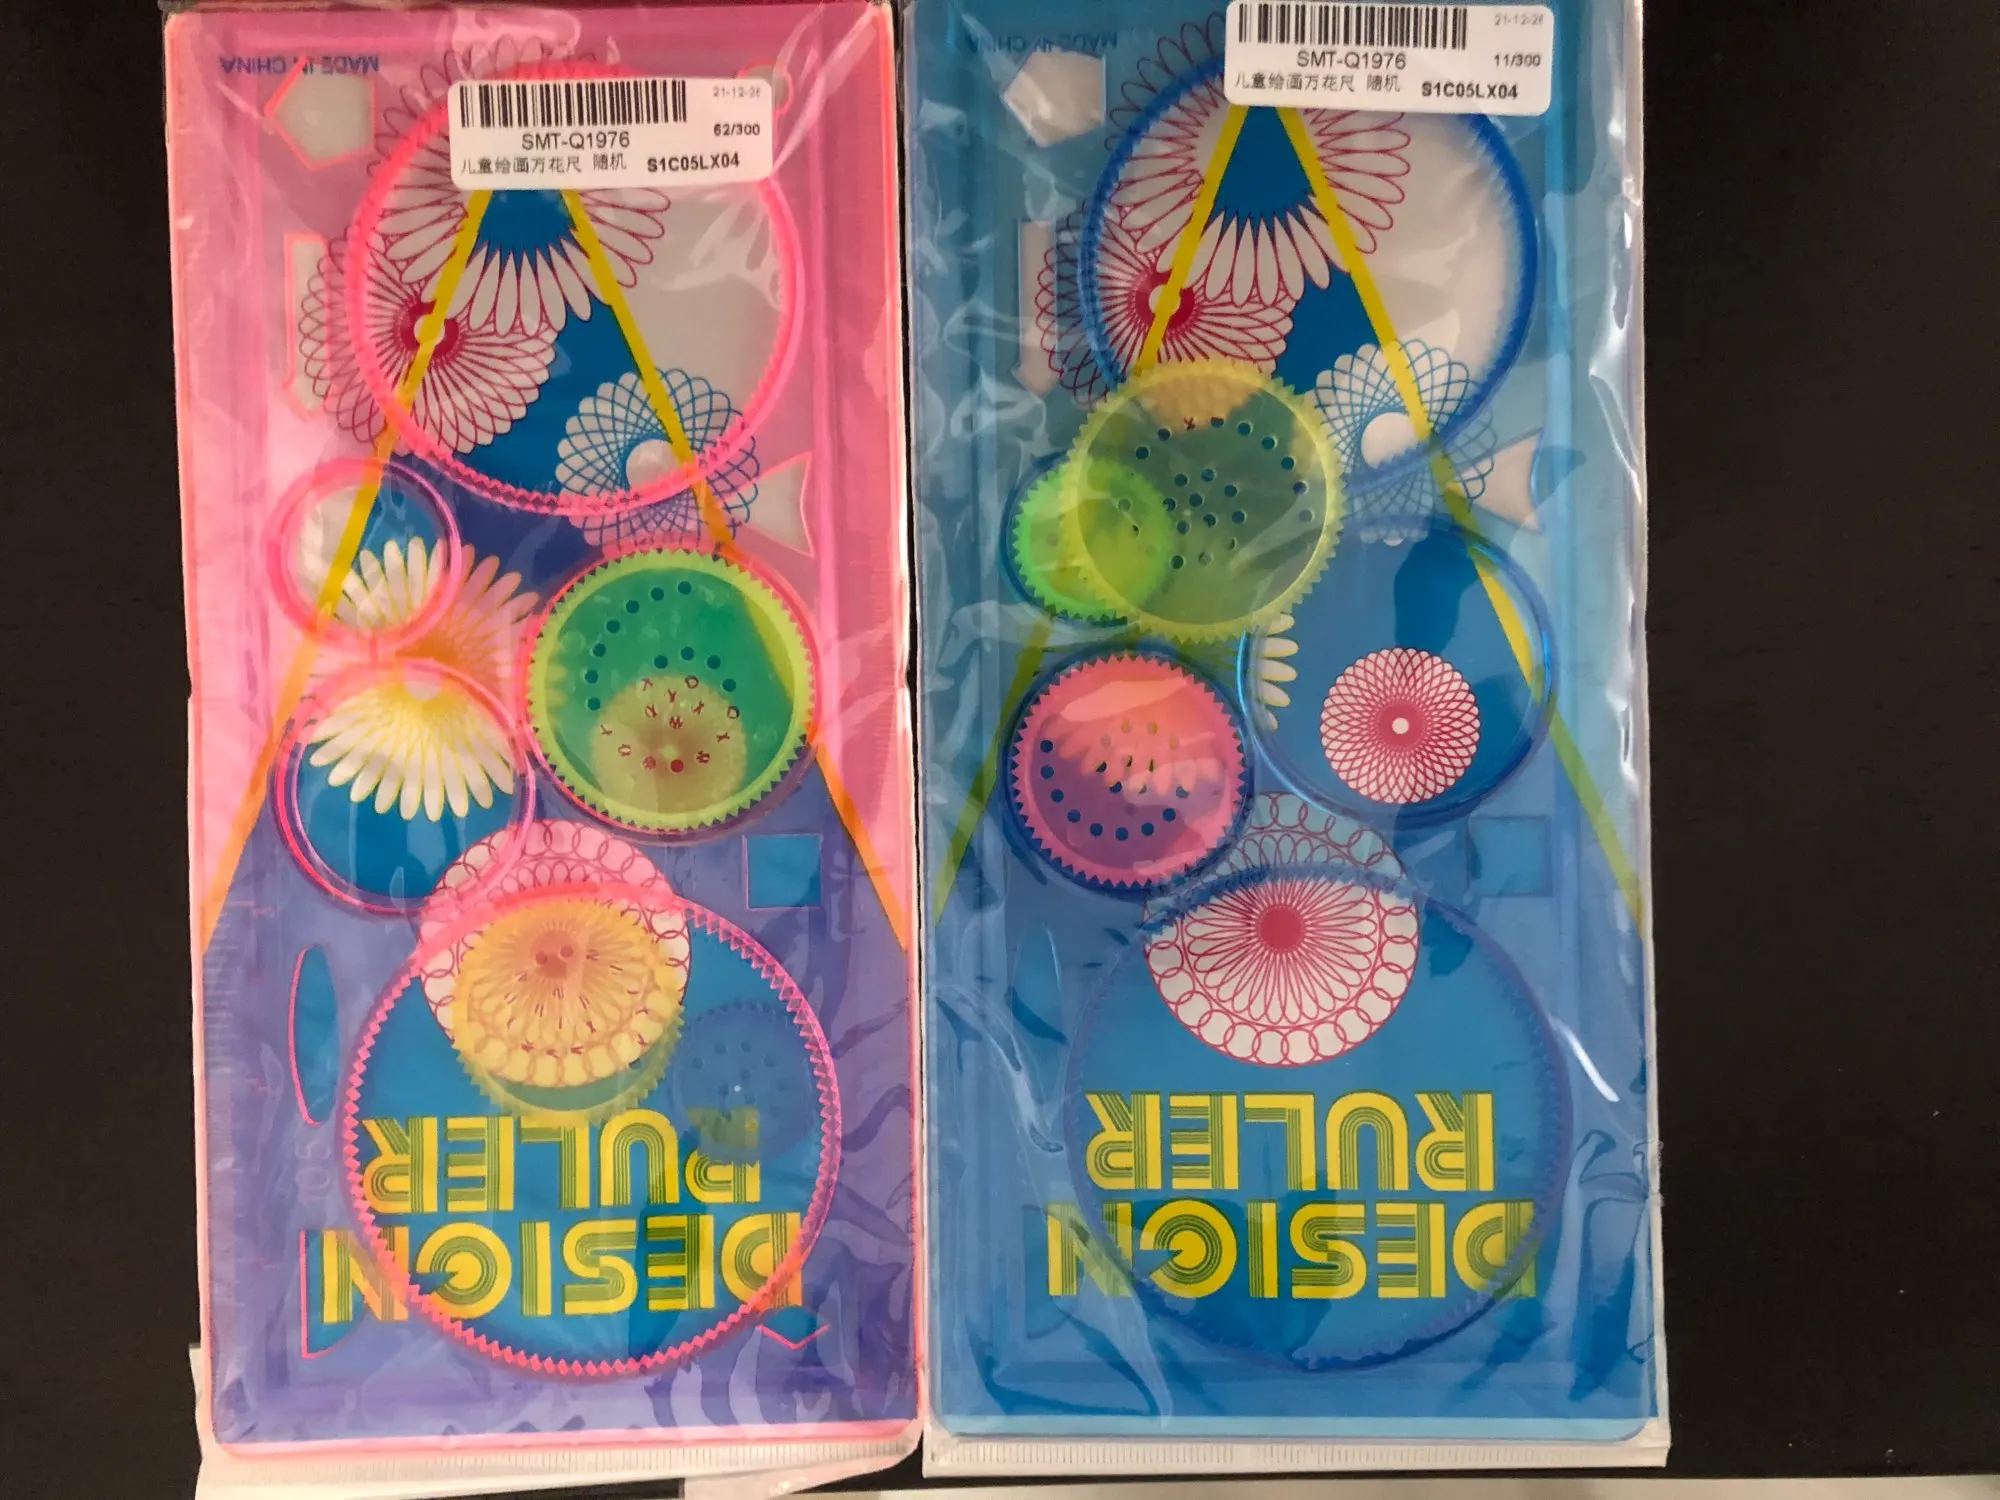 MADE IN CHINA
21-12-26
62/300
SMT-Q1976
儿童绘画万花尺 随机 S1C05LX04
RULER
DESIGN
MADE IN CHINA
21-12-26
11/300
SMT-Q1976
儿童绘画万花尺 随机 S1C05LX04
RULER
DESIGN